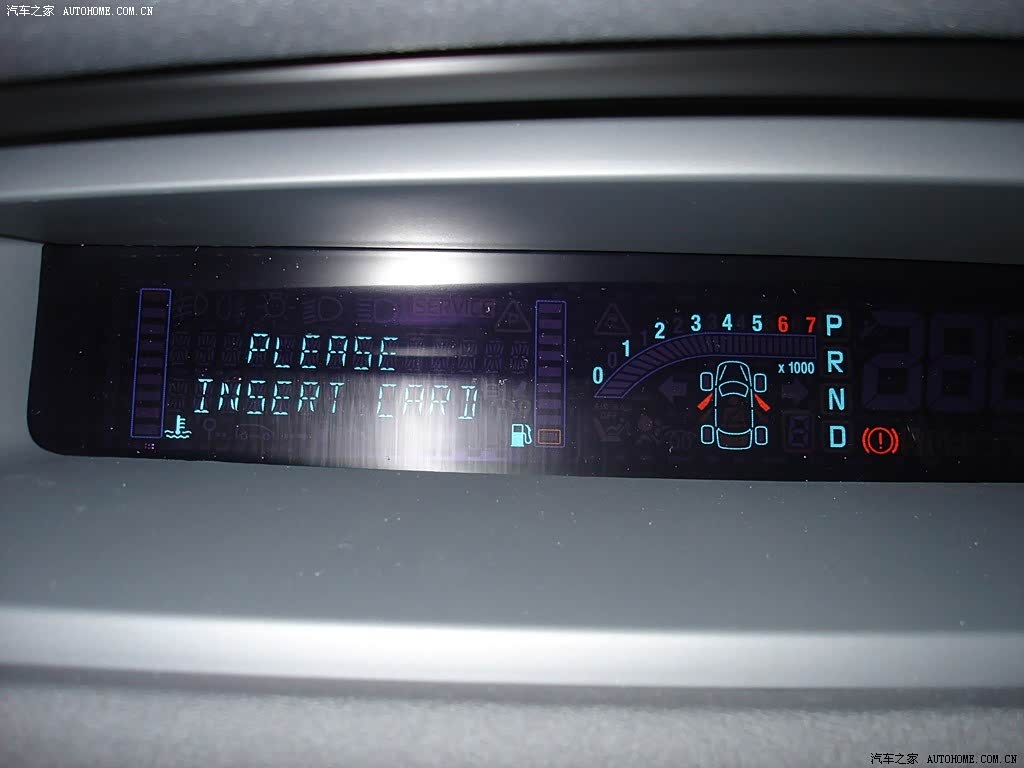 汽车之家 AUTOHOME.COM.CN
SERVICE
PLEASE
INSERT CARD
0 1 2 3 4 5 6 7
x 1000
P
R
N
D
汽车之家 AUTOHOME.COM.CN